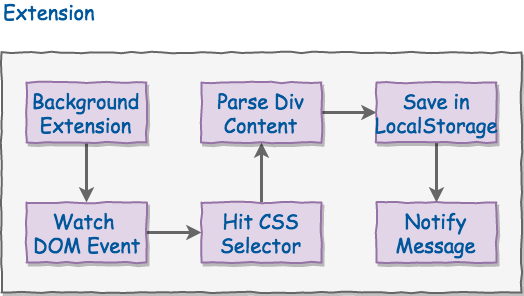 Extension
Background
Extension
Parse Div
Content
Save in
LocalStorage
Watch
DOM Event
Hit CSS
Selector
Notify
Message